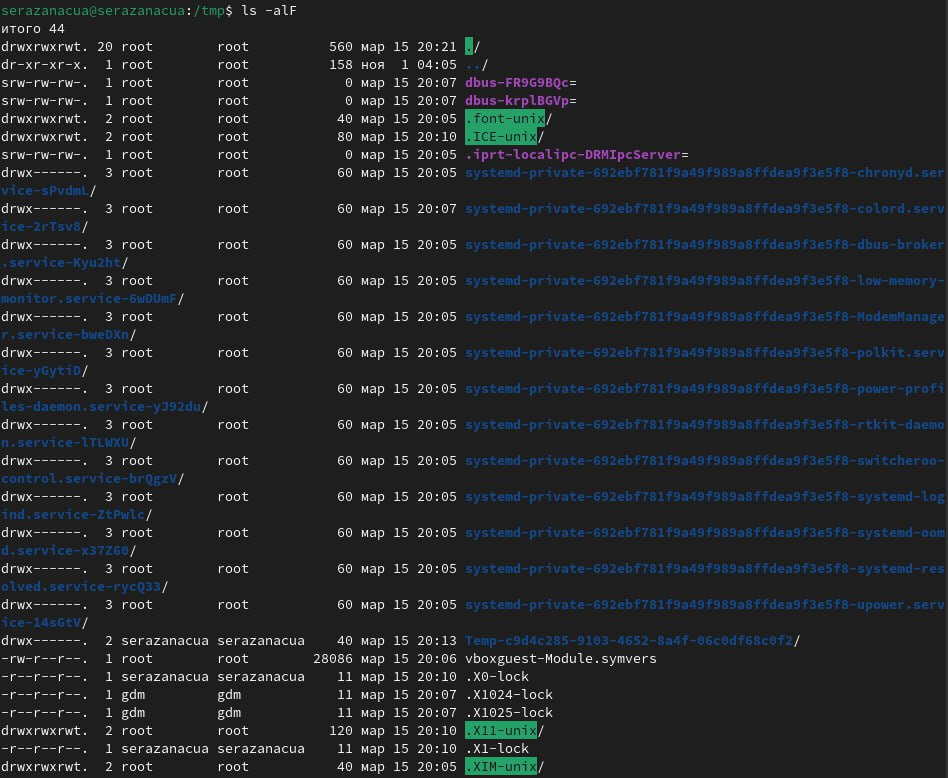 serazanacua@serazanacua:/tmp$ ls -alF
итого 44
drwxrwxrwt. 20 root        root          560 мар 15 20:21 ./
dr-xr-xr-x.  1 root        root          158 ноя  1 04:05 ../
srw-rw-rw-.  1 root        root            0 мар 15 20:07 dbus-FR9G9BQc=
srw-rw-rw-.  1 root        root            0 мар 15 20:07 dbus-krplBGVp=
drwxrwxrwt.  2 root        root           40 мар 15 20:05 .font-unix/
drwxrwxrwt.  2 root        root           80 мар 15 20:10 .ICE-unix/
srw-rw-rw-.  1 root        root            0 мар 15 20:05 .iprt-localipc-DRMIpcServer=
drwx------.  3 root        root           60 мар 15 20:05 systemd-private-692ebf781f9a49f989a8ffdea9f3e5f8-chronyd.ser
vice-sPvdmL/
drwx------.  3 root        root           60 мар 15 20:07 systemd-private-692ebf781f9a49f989a8ffdea9f3e5f8-colord.serv
ice-2rTsv8/
drwx------.  3 root        root           60 мар 15 20:05 systemd-private-692ebf781f9a49f989a8ffdea9f3e5f8-dbus-broker
.service-Kyu2ht/
drwx------.  3 root        root           60 мар 15 20:05 systemd-private-692ebf781f9a49f989a8ffdea9f3e5f8-low-memory-
monitor.service-6wDUmF/
drwx------.  3 root        root           60 мар 15 20:05 systemd-private-692ebf781f9a49f989a8ffdea9f3e5f8-ModemManage
r.service-bweDXn/
drwx------.  3 root        root           60 мар 15 20:05 systemd-private-692ebf781f9a49f989a8ffdea9f3e5f8-polkit.serv
ice-yGytiD/
drwx------.  3 root        root           60 мар 15 20:05 systemd-private-692ebf781f9a49f989a8ffdea9f3e5f8-power-profi
les-daemon.service-yJ92du/
drwx------.  3 root        root           60 мар 15 20:05 systemd-private-692ebf781f9a49f989a8ffdea9f3e5f8-rtkit-daemo
n.service-lTLWXU/
drwx------.  3 root        root           60 мар 15 20:05 systemd-private-692ebf781f9a49f989a8ffdea9f3e5f8-switcheroo-
control.service-brQgzV/
drwx------.  3 root        root           60 мар 15 20:05 systemd-private-692ebf781f9a49f989a8ffdea9f3e5f8-systemd-log
ind.service-ZtPwlc/
drwx------.  3 root        root           60 мар 15 20:05 systemd-private-692ebf781f9a49f989a8ffdea9f3e5f8-systemd-oom
d.service-x37Z60/
drwx------.  3 root        root           60 мар 15 20:05 systemd-private-692ebf781f9a49f989a8ffdea9f3e5f8-systemd-res
olved.service-rycQ33/
drwx------.  3 root        root           60 мар 15 20:05 systemd-private-692ebf781f9a49f989a8ffdea9f3e5f8-upower.serv
ice-14sGtV/
drwx------.  2 serazanacua serazanacua    40 мар 15 20:13 Temp-c9d4c285-9103-4652-8a4f-06c0df68c0f2/
-rw-r--r--.  1 root        root        28086 мар 15 20:06 vboxguest-Module.symvers
-r--r--r--.  1 serazanacua serazanacua    11 мар 15 20:10 .X0-lock
-r--r--r--.  1 gdm         gdm            11 мар 15 20:07 .X1024-lock
-r--r--r--.  1 gdm         gdm            11 мар 15 20:07 .X1025-lock
drwxrwxrwt.  2 root        root          120 мар 15 20:10 .X11-unix/
-r--r--r--.  1 serazanacua serazanacua    11 мар 15 20:10 .X1-lock
drwxrwxrwt.  2 root        root           40 мар 15 20:05 .XIM-unix/